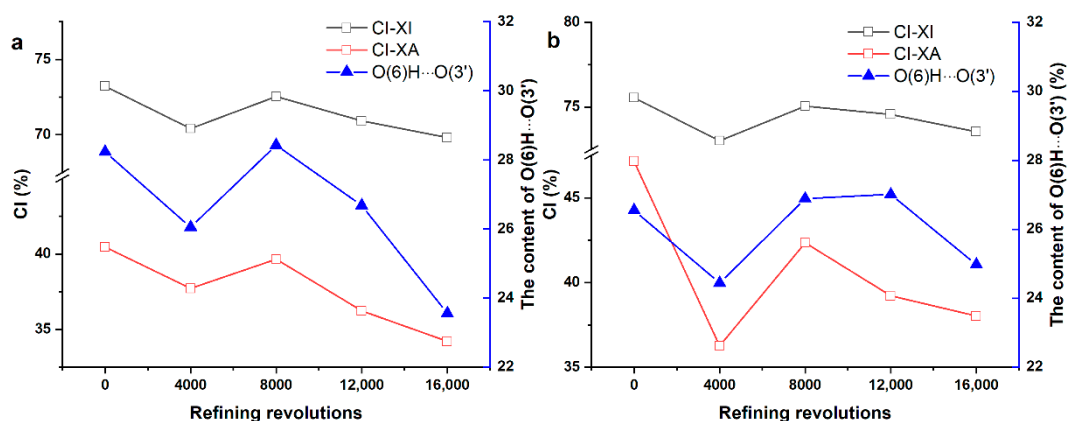 a
CI-XI
CI-XA
O(6)H···O(3')
75
70
40
35
CI (%)
32
30
28
26
24
22
The content of O(6)H···O(3')
0
4000
8000
12,000
16,000
Refining revolutions
b
CI-XI
CI-XA
O(6)H···O(3')
80
75
45
40
35
CI (%)
32
30
28
26
24
22
The content of O(6)H···O(3') (%)
0
4000
8000
12,000
16,000
Refining revolutions